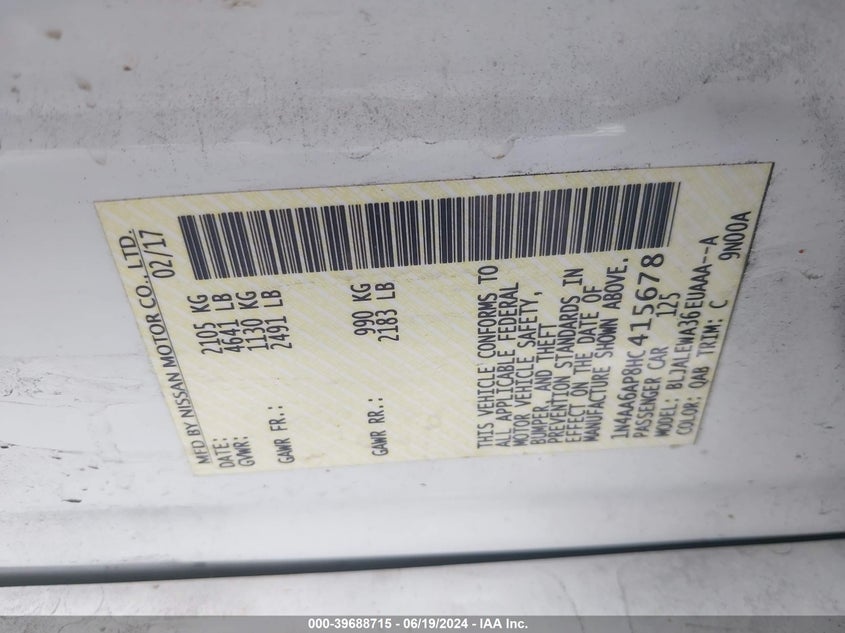 MFD BY NISSAN MOTOR CO., LTD.
DATE: 02/17
GVWR: 2105 KG
4641 LB
GAWR FR.: 1130 KG
2491 LB
GAWR RR.: 990 KG
2183 LB
THIS VEHICLE CONFORMS TO
ALL APPLICABLE FEDERAL
MOTOR VEHICLE SAFETY,
BUMPER, AND THEFT
PREVENTION STANDARDS IN
EFFECT ON THE DATE OF
MANUFACTURE SHOWN ABOVE.
1N4AA6AP8HC415678
PASSENGER CAR 125
MODEL: BLJALEWA36EUAAA--A
COLOR: QAB TRIM: C 9N00A
000-39688715 - 06/19/2024 - IAA Inc.